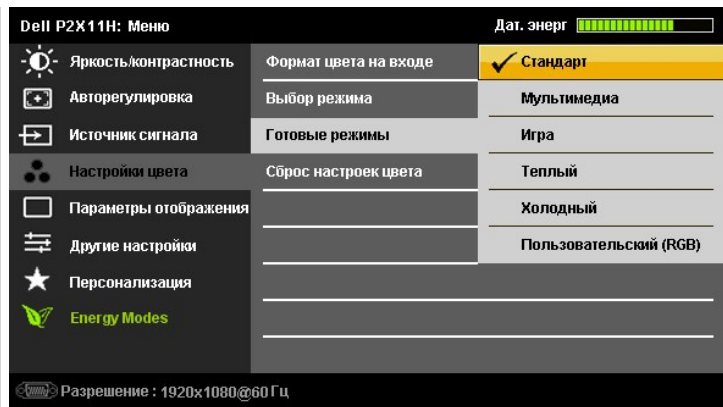 Dell P2X11H: Меню
Дат. энерг
Яркость/контрастность
Авторегулировка
Источник сигнала
Настройки цвета
Параметры отображения
Другие настройки
Персонализация
Energy Modes
Формат цвета на входе
Выбор режима
Готовые режимы
Сброс настроек цвета
Стандарт
Мультимедиа
Игра
Теплый
Холодный
Пользовательский (RGB)
Разрешение : 1920x1080@60 Гц